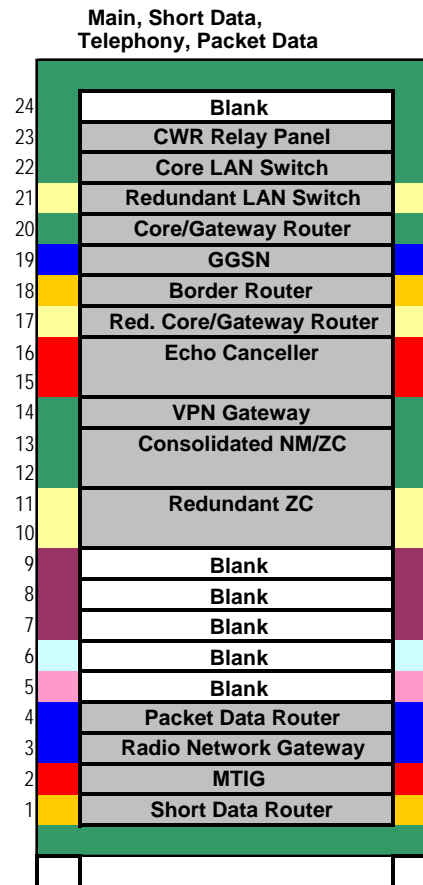 Main, Short Data,
Telephony, Packet Data
24 Blank
23 CWR Relay Panel
22 Core LAN Switch
21 Redundant LAN Switch
20 Core/Gateway Router
19 GGSN
18 Border Router
17 Red. Core/Gateway Router
16 Echo Canceller
15
14 VPN Gateway
13 Consolidated NM/ZC
12
11 Redundant ZC
10
9 Blank
8 Blank
7 Blank
6 Blank
5 Blank
4 Packet Data Router
3 Radio Network Gateway
2 MTIG
1 Short Data Router